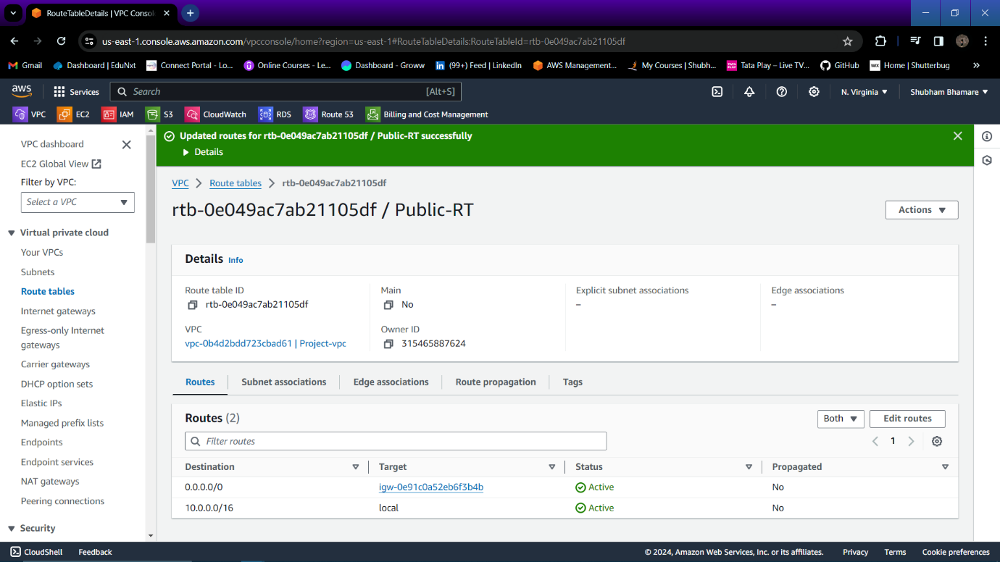 RouteTableDetails | VPC Consol
us-east-1.console.aws.amazon.com/vpcconsole/home?region=us-east-1#RouteTableDetails:RouteTableId=rtb-0e049ac7ab21105df
Gmail Dashboard | EduNxt Connect Portal - Lo... Online Courses - Le... Dashboard - Groww (99+) Feed | LinkedIn AWS Management... My Courses | Shubh... Tata Play – Live TV... GitHub WIX Home | Shutterbug
aws Services Search [Alt+S] N. Virginia Shubham Bhamare
VPC EC2 IAM S3 CloudWatch RDS Route 53 Billing and Cost Management
VPC dashboard
EC2 Global View
Filter by VPC:
Select a VPC
Virtual private cloud
Your VPCs
Subnets
Route tables
Internet gateways
Egress-only Internet
gateways
Carrier gateways
DHCP option sets
Elastic IPs
Managed prefix lists
Endpoints
Endpoint services
NAT gateways
Peering connections
Security
Updated routes for rtb-0e049ac7ab21105df / Public-RT successfully
Details
VPC Route tables rtb-0e049ac7ab21105df
rtb-0e049ac7ab21105df / Public-RT
Actions
Details Info
Route table ID
rtb-0e049ac7ab21105df
VPC
vpc-0b4d2bdd723cbad61 | Project-vpc
Main
No
Owner ID
315465887624
Explicit subnet associations
–
Edge associations
–
Routes Subnet associations Edge associations Route propagation Tags
Routes (2)
Both Edit routes
Filter routes
1
Destination Target Status Propagated
0.0.0.0/0 igw-0e91c0a52eb6f3b4b Active No
10.0.0.0/16 local Active No
CloudShell Feedback © 2024, Amazon Web Services, Inc. or its affiliates. Privacy Terms Cookie preferences